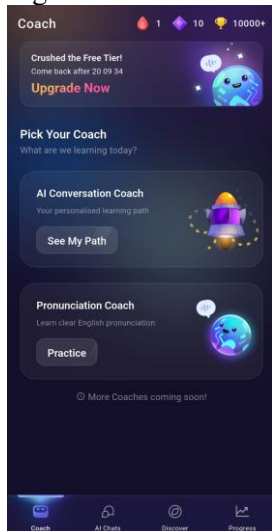 Coach 1 10 10000+
Crushed the Free Tier!
Come back after 20 09 34
Upgrade Now
Pick Your Coach
What are we learning today?
AI Conversation Coach
Your personalised learning path
See My Path
Pronunciation Coach
Learn clear English pronunciation
Practice
More Coaches coming soon!
Coach AI Chats Discover Progress